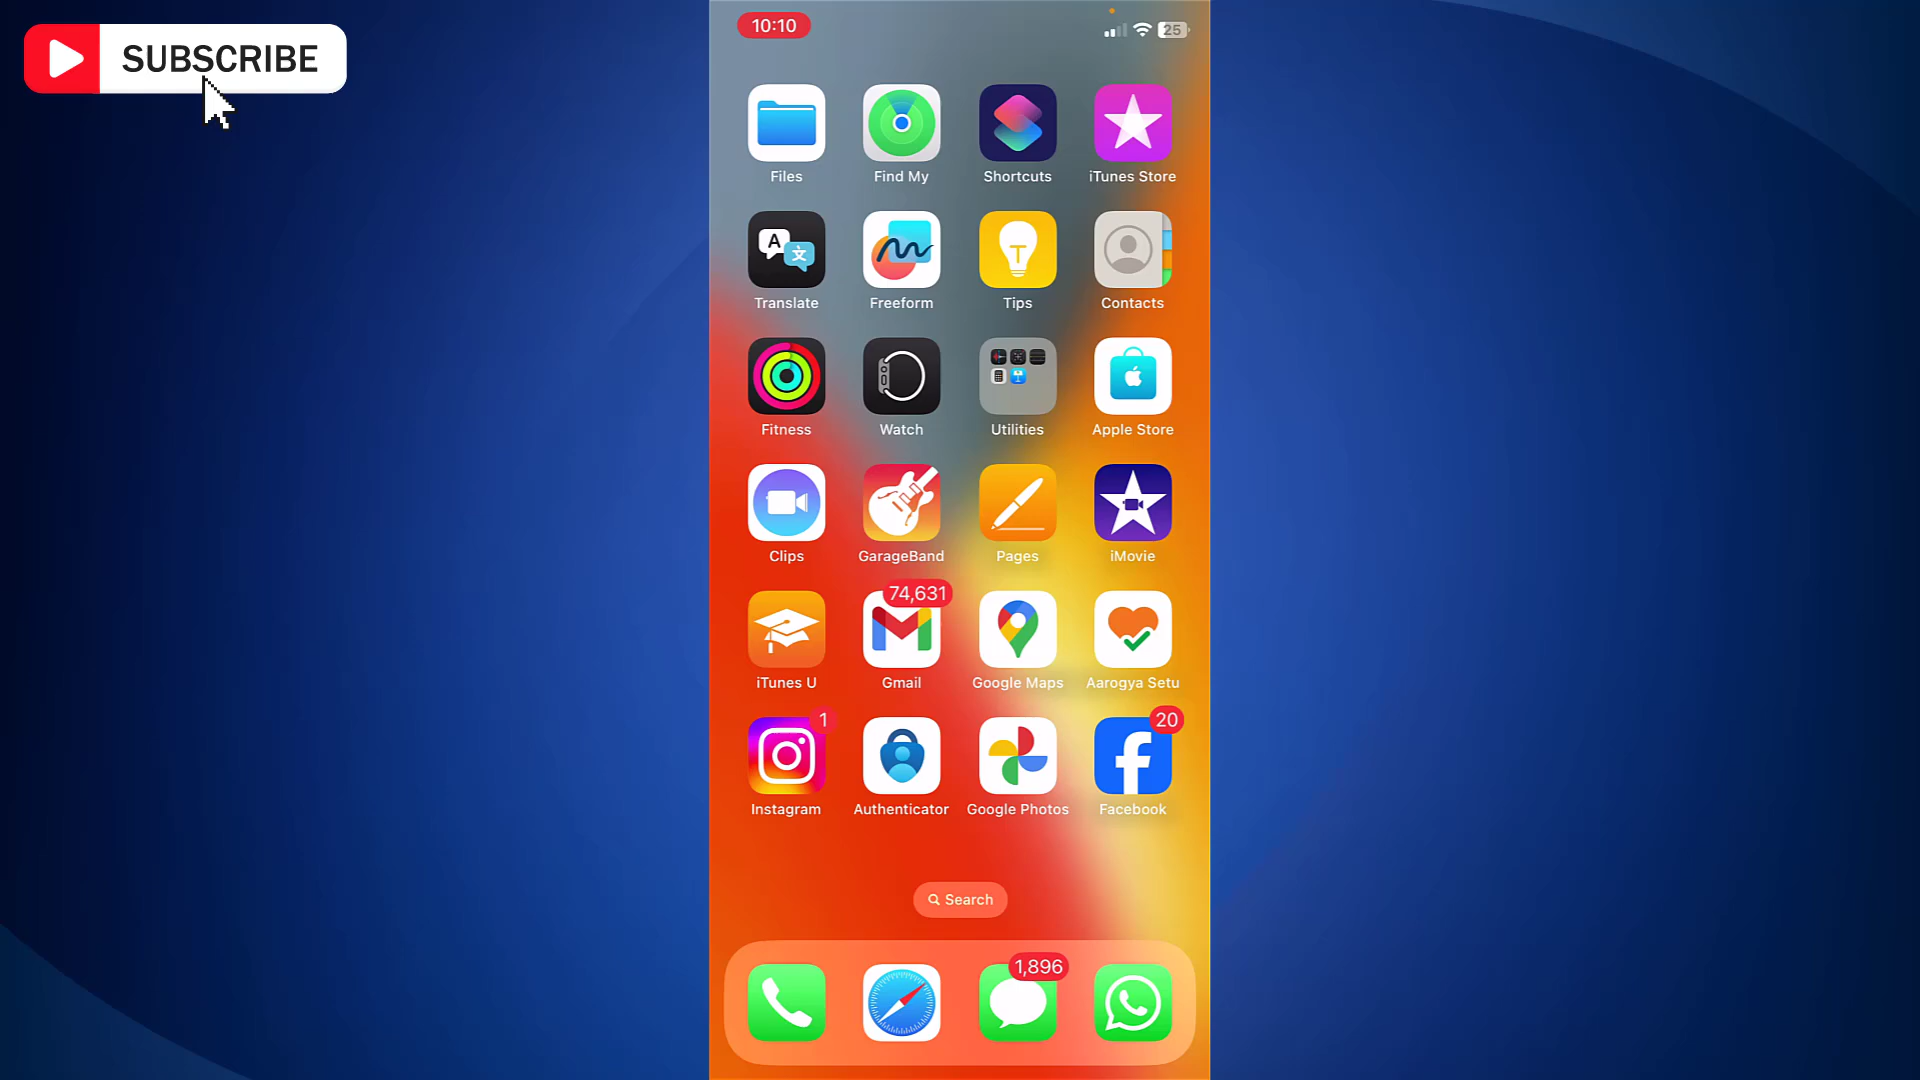 SUBSCRIBE
10:10
25
Files
Find My
Shortcuts
iTunes Store
A
文
T
Translate
Freeform
Tips
Contacts
Fitness
Watch
Utilities
Apple Store
Clips
GarageBand
Pages
iMovie
74,631
iTunes U
Gmail
Google Maps
Aarogya Setu
1
20
Instagram
Authenticator
Google Photos
Facebook
Search
1,896